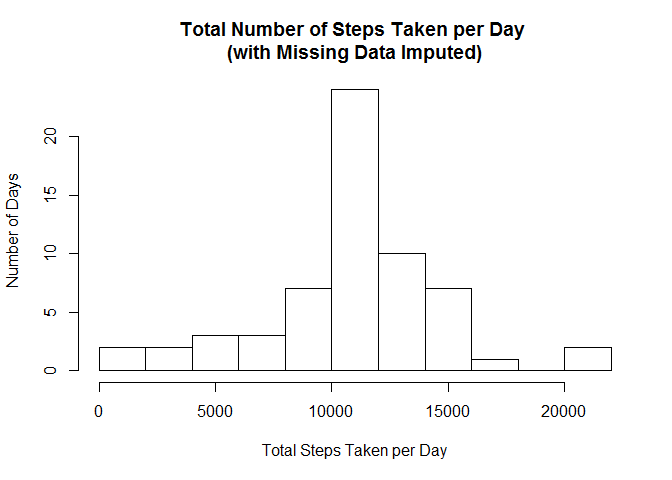 Total Number of Steps Taken per Day
(with Missing Data Imputed)
Number of Days
20
15
10
5
0
0 5000 10000 15000 20000
Total Steps Taken per Day